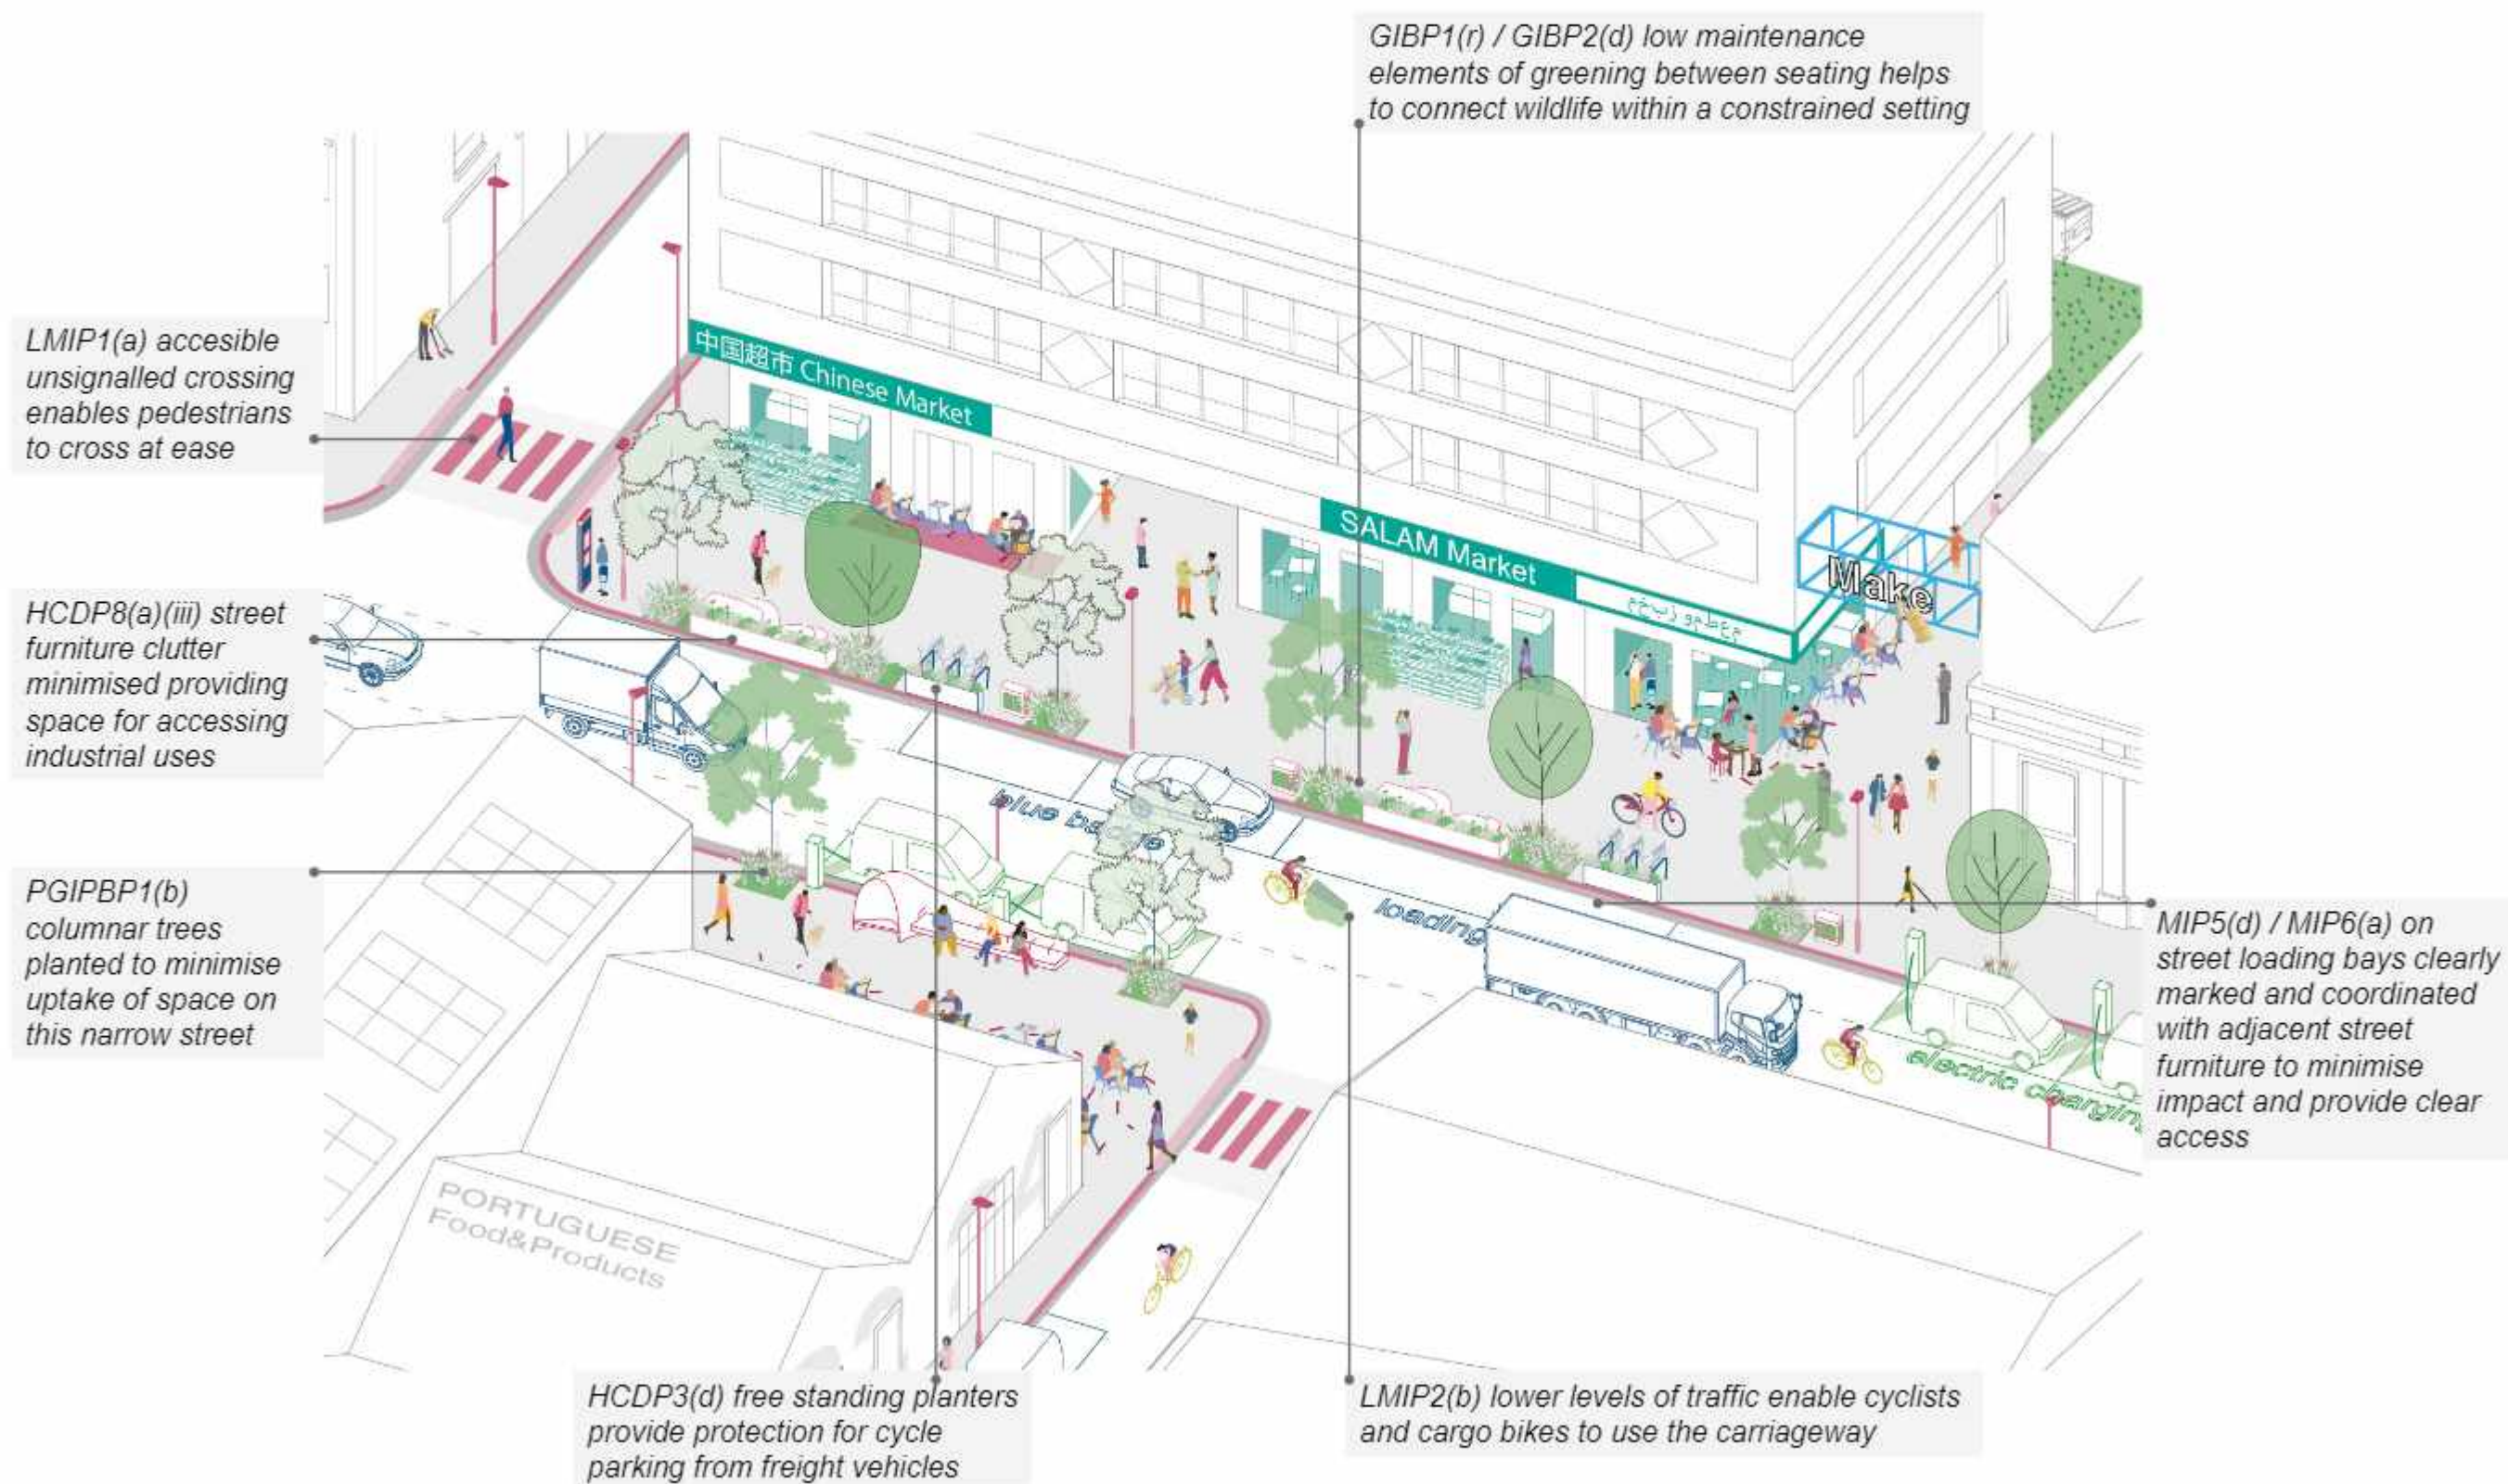 GIBP1(r) / GIBP2(d) low maintenance
elements of greening between seating helps
to connect wildlife within a constrained setting
LMIP1(a) accesible
unsignalled crossing
enables pedestrians
to cross at ease
中国超市 Chinese Market
SALAM Market
Make
HCDP8(a)(iii) street
furniture clutter
minimised providing
space for accessing
industrial uses
blue
loading
electric charging
PGIPBP1(b)
columnar trees
planted to minimise
uptake of space on
this narrow street
MIP5(d) / MIP6(a) on
street loading bays clearly
marked and coordinated
with adjacent street
furniture to minimise
impact and provide clear
access
PORTUGUESE
Food&Products
HCDP3(d) free standing planters
provide protection for cycle
parking from freight vehicles
LMIP2(b) lower levels of traffic enable cyclists
and cargo bikes to use the carriageway